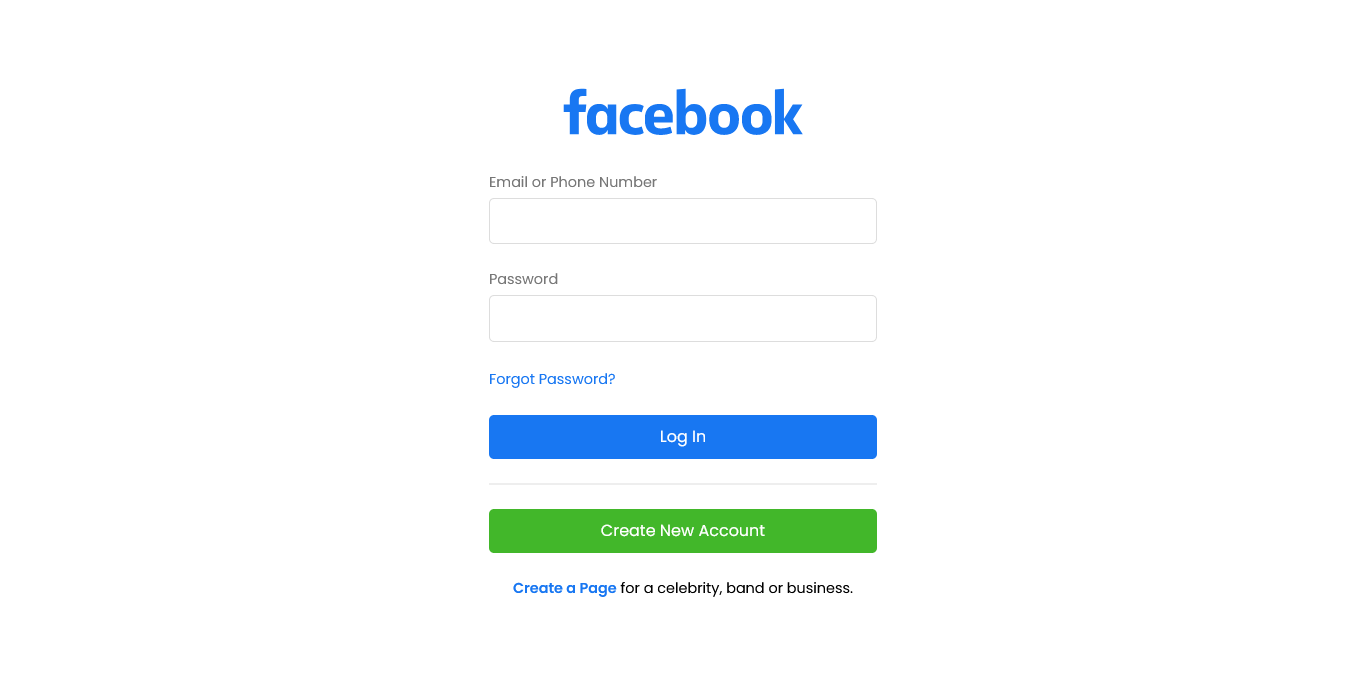 facebook
Email or Phone Number
Password
Forgot Password?
Log In
Create New Account
Create a Page for a celebrity, band or business.